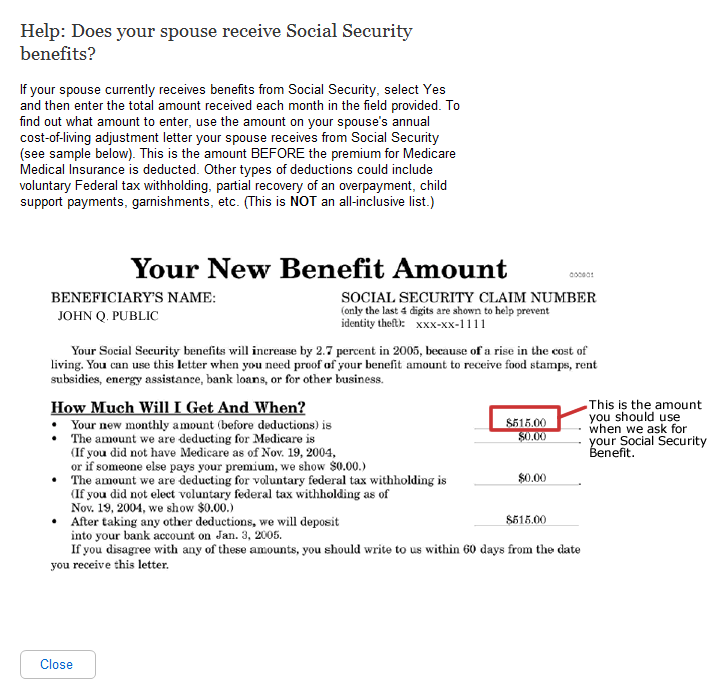 Help: Does your spouse receive Social Security
benefits?
If your spouse currently receives benefits from Social Security, select Yes
and then enter the total amount received each month in the field provided. To
find out what amount to enter, use the amount on your spouse's annual
cost-of-living adjustment letter your spouse receives from Social Security
(see sample below). This is the amount BEFORE the premium for Medicare
Medical Insurance is deducted. Other types of deductions could include
voluntary Federal tax withholding, partial recovery of an overpayment, child
support payments, garnishments, etc. (This is NOT an all-inclusive list.)
Your New Benefit Amount
BENEFICIARY'S NAME:
JOHN Q. PUBLIC
SOCIAL SECURITY CLAIM NUMBER
(only the last 4 digits are shown to help prevent
identity theft): xxx-xx-1111
Your Social Security benefits will increase by 2.7 percent in 2005, because of a rise in the cost of
living. You can use this letter when you need proof of your benefit amount to receive food stamps, rent
subsidies, energy assistance, bank loans, or for other business.
How Much Will I Get And When?
• Your new monthly amount (before deductions) is $515.00
• The amount we are deducting for Medicare is $0.00
(If you did not have Medicare as of Nov. 19, 2004,
or if someone else pays your premium, we show $0.00.)
• The amount we are deducting for voluntary federal tax withholding is $0.00
(If you did not elect voluntary federal tax withholding as of
Nov. 19, 2004, we show $0.00.)
• After taking any other deductions, we will deposit $515.00
into your bank account on Jan. 3, 2005.
If you disagree with any of these amounts, you should write to us within 60 days from the date
you receive this letter.
This is the amount
you should use
when we ask for
your Social Security
Benefit.
Close